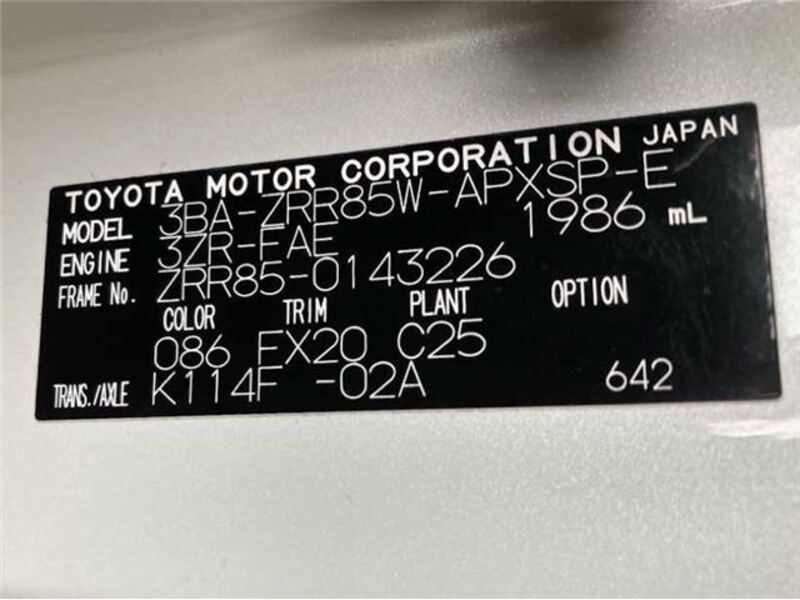 TOYOTA MOTOR CORPORATION JAPAN
MODEL 3BA-ZRR85W-APXSP-E
ENGINE 3ZR-FAE 1986 mL
FRAME No. ZRR85-0143226
COLOR TRIM PLANT OPTION
086 FX20 C25
TRANS./AXLE K114F -02A 642